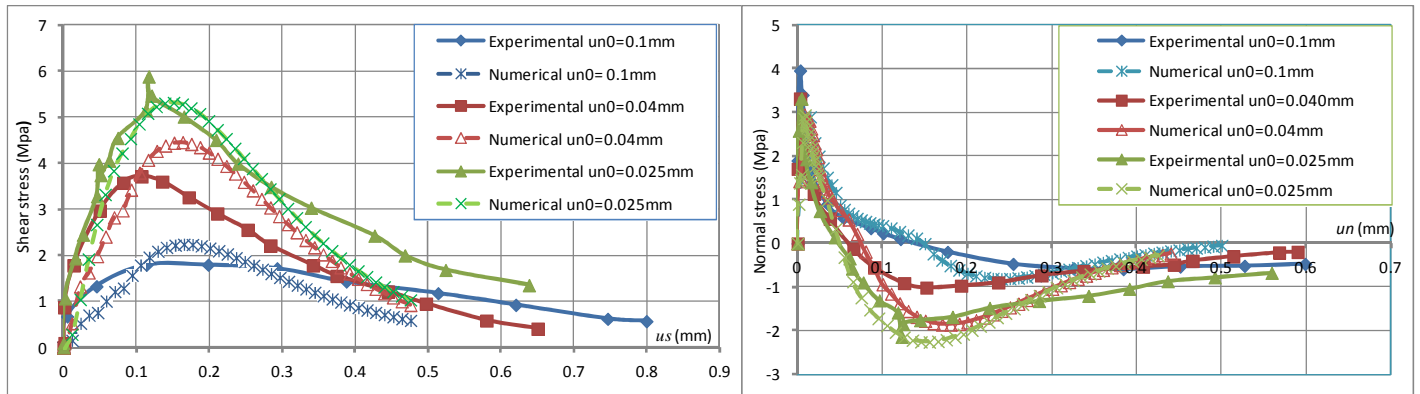 Shear stress (Mpa)
7
6
5
4
3
2
1
0
0
0.1
0.2
0.3
0.4
0.5
0.6
0.7
0.8
0.9
us (mm)
Experimental un0=0.1mm
Numerical un0= 0.1mm
Experimental un0=0.04mm
Numerical un0=0.04mm
Experimental un0=0.025mm
Numerical un0=0.025mm
Normal stress (Mpa)
5
4
3
2
1
0
-1
-2
-3
0
0.1
0.2
0.3
0.4
0.5
0.6
0.7
un (mm)
Experimental un0=0.1mm
Numerical un0=0.1mm
Experimental un0=0.040mm
Numerical un0=0.04mm
Expeirmental un0=0.025mm
Numerical un0=0.025mm